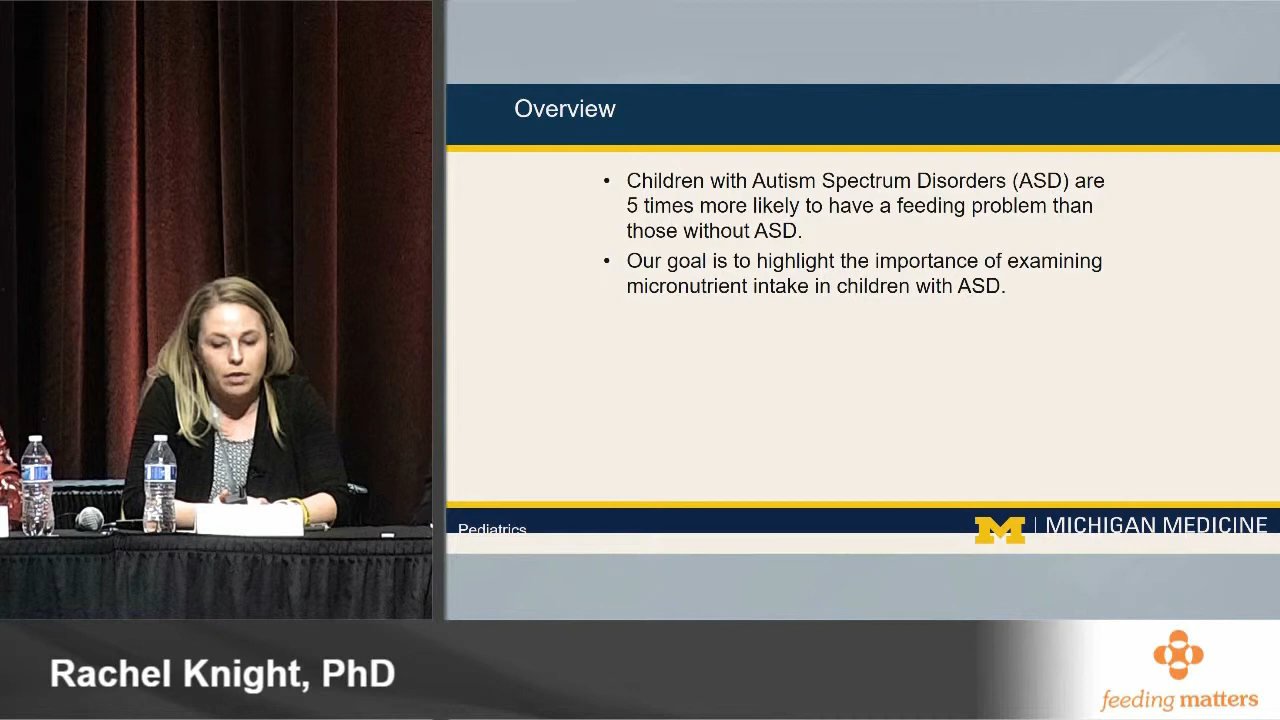 Overview
• Children with Autism Spectrum Disorders (ASD) are
5 times more likely to have a feeding problem than
those without ASD.
• Our goal is to highlight the importance of examining
micronutrient intake in children with ASD.
Pediatrics
MICHIGAN MEDICINE
Rachel Knight, PhD
feeding matters